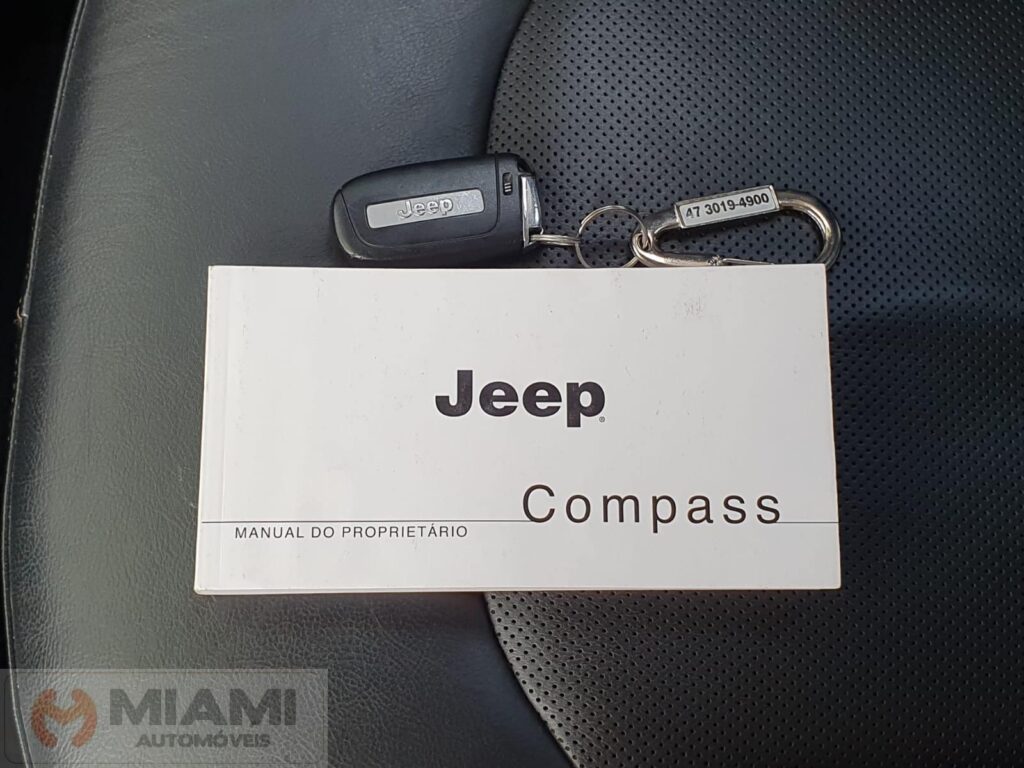 Jeep
47 3019-4900
Jeep
Compass
MANUAL DO PROPRIETÁRIO
MIAMI
AUTOMÓVEIS